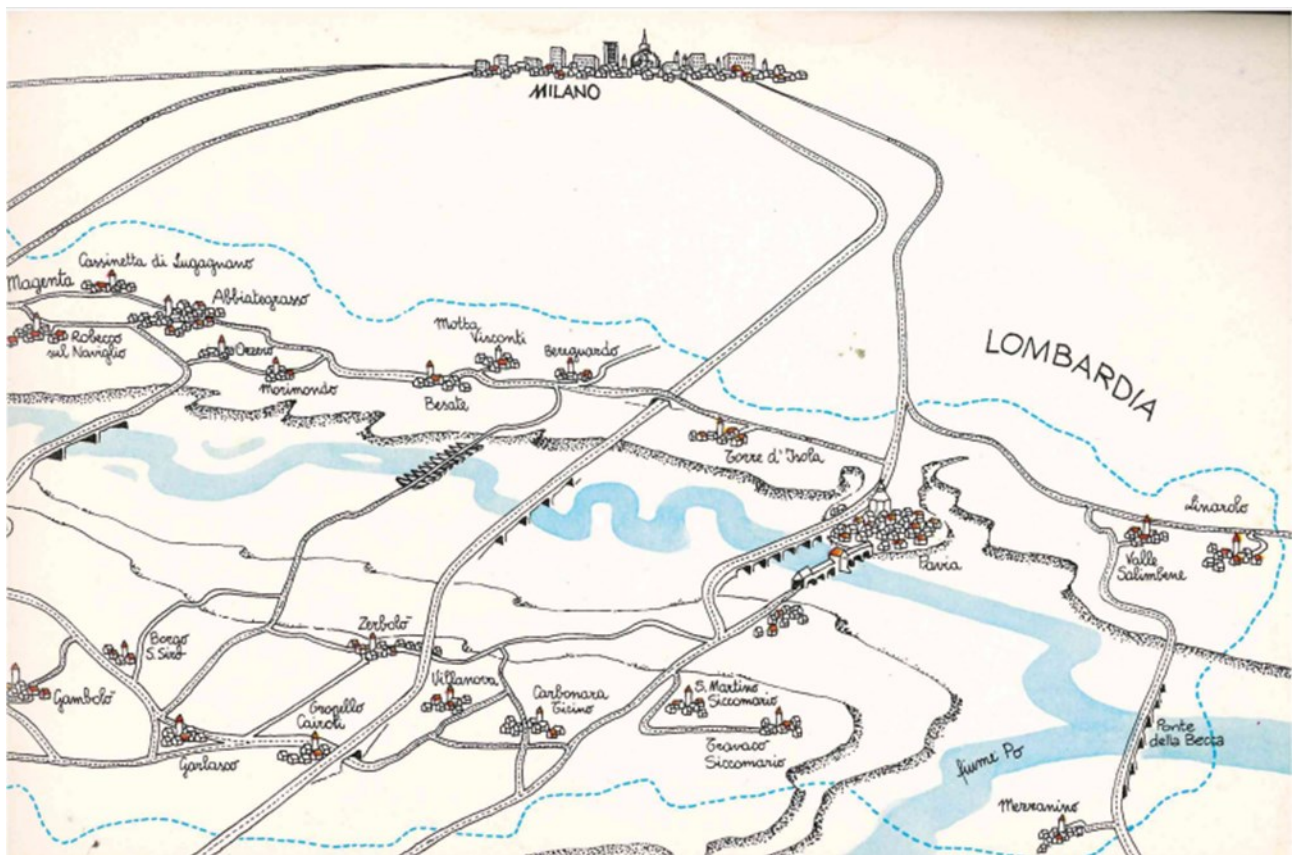 MILANO
Cassinetta di Lugagnano
Magenta
Abbiategrasso
Robecco
sul Naviglio
Ozzero
Morimondo
Motta
Visconti
Bereguardo
Besate
LOMBARDIA
Torre d'Isola
Linarolo
Valle
Salimbene
Pavia
Zerbolò
Borgo
S. Siro
Gambolò
Villanova
Gropello
Cairoli
Carbonara
Ticino
S. Martino
Siccomario
Garlasco
Travacò
Siccomario
Ponte
della Becca
fiume Po
Mezzanino